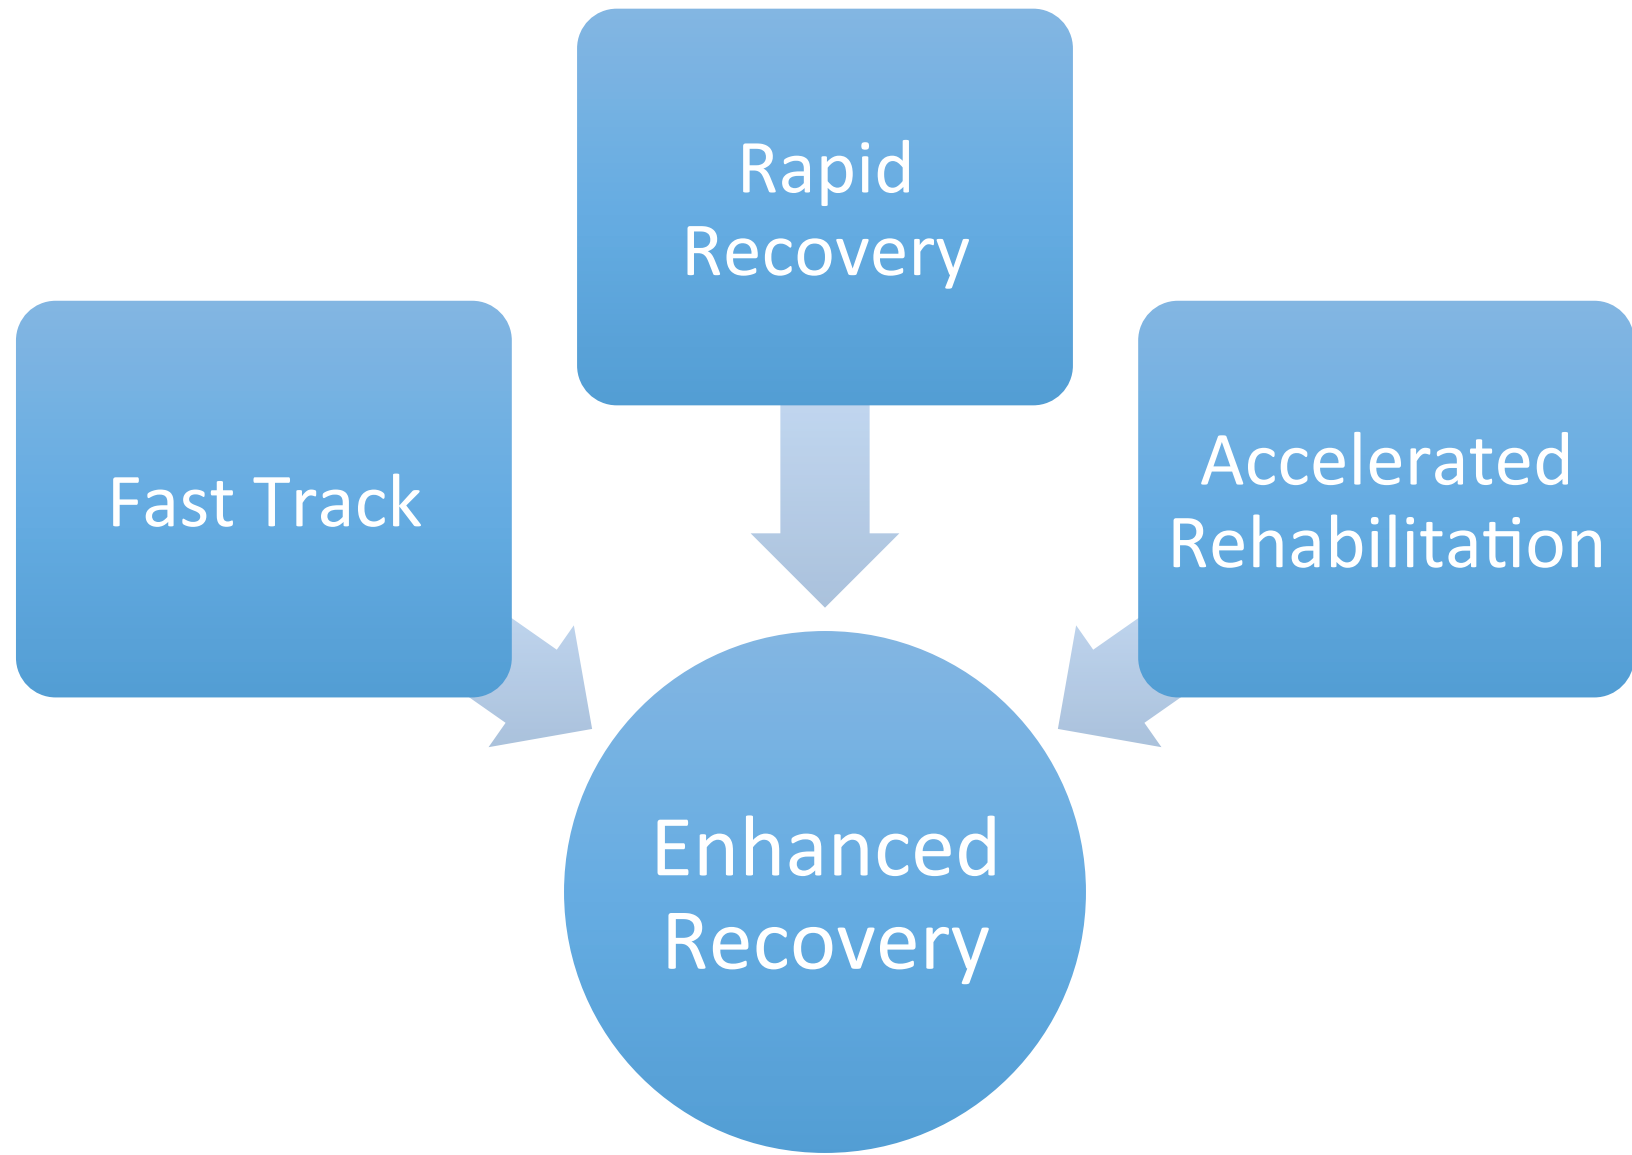 Rapid
Recovery
Fast Track
Accelerated
Rehabilitation
Enhanced
Recovery